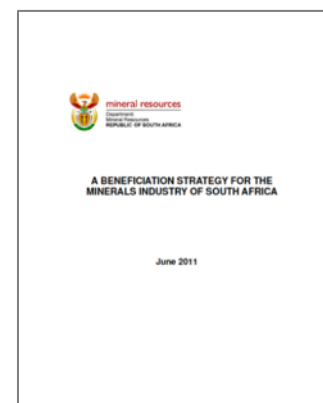 mineral resources
Department:
Mineral Resources
REPUBLIC OF SOUTH AFRICA
A BENEFICIATION STRATEGY FOR THE
MINERALS INDUSTRY OF SOUTH AFRICA
June 2011